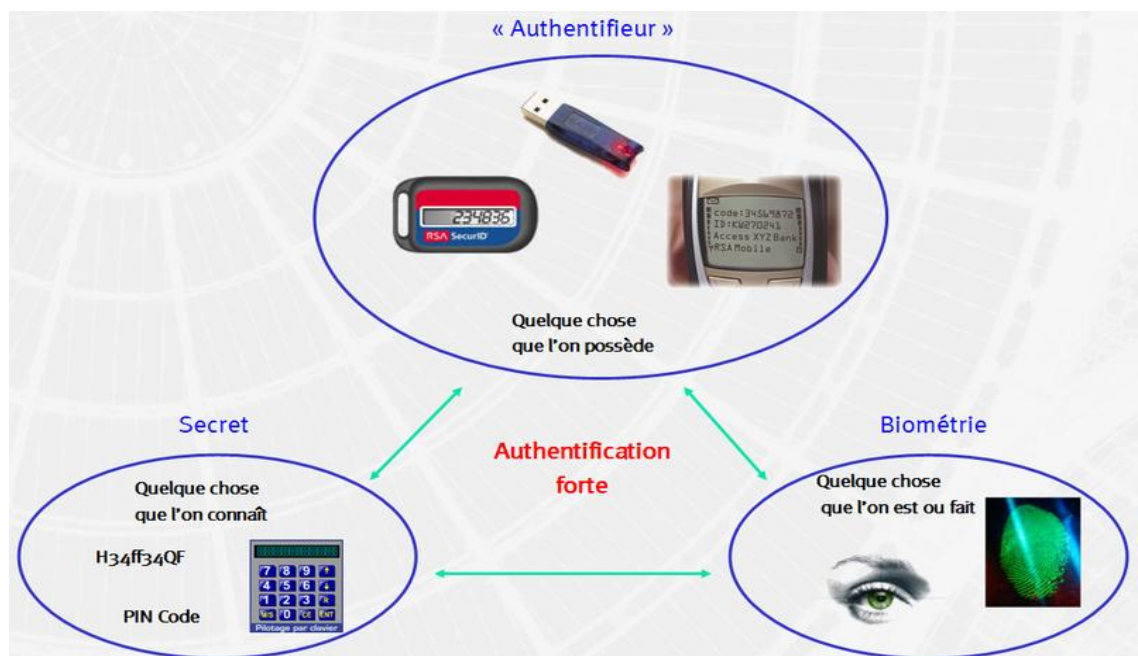 « Authentifieur »
234836
RSA SecurID
code:34569872
ID:KW270241
Access XYZ Bank
RSA Mobile
Quelque chose
que l'on possède
Secret
Biométrie
Authentification
forte
Quelque chose
que l'on connaît
H34ff34QF
PIN Code
7 8 9
4 5 6
1 2 3 R
0 CE ENT
Pilotage par clavier
Quelque chose
que l'on est ou fait